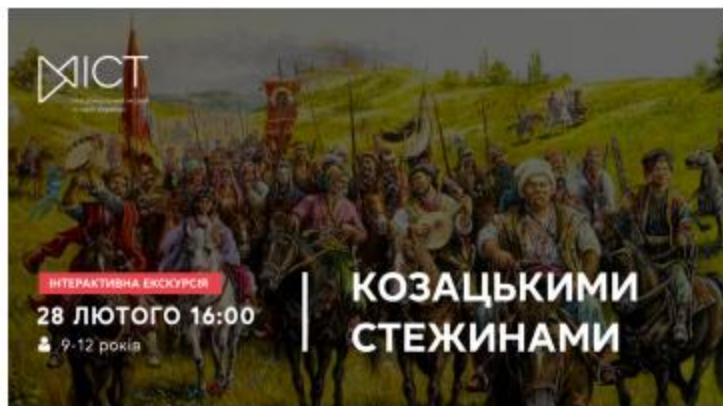 МІСТ
ІНТЕРАКТИВНА ЕКСКУРСІЯ
28 ЛЮТОГО 16:00
9-12 років
КОЗАЦЬКИМИ
СТЕЖИНАМИ